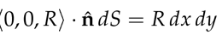 ⟨0, 0, R⟩ · n̂ dS = R dx dy